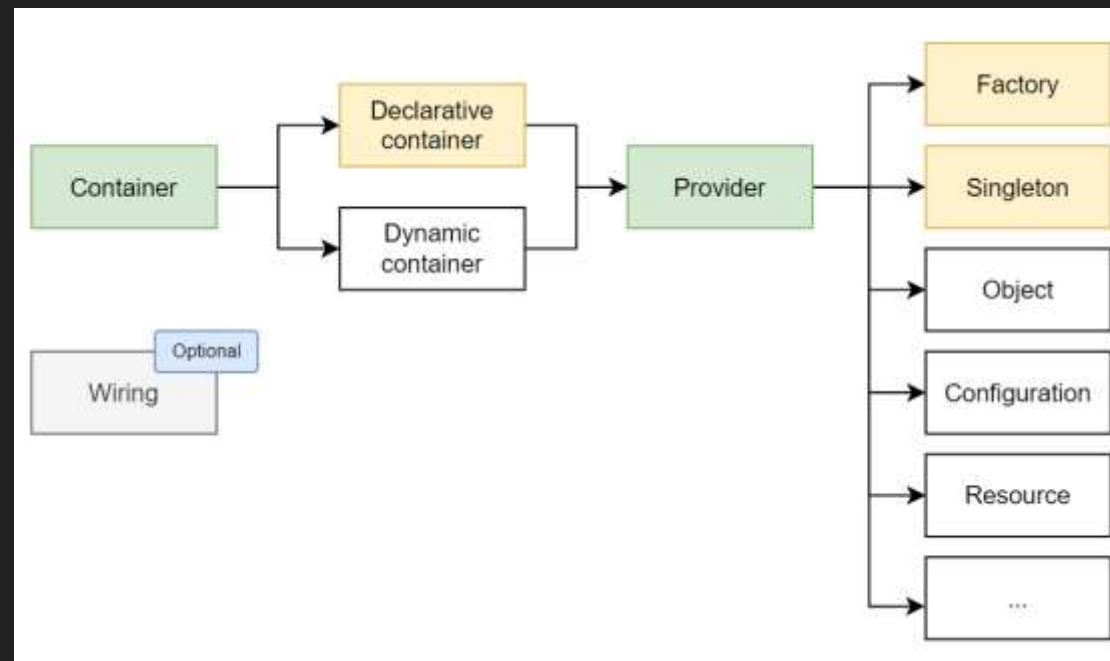 Container
Declarative
container
Dynamic
container
Provider
Factory
Singleton
Object
Configuration
Resource
...
Optional
Wiring